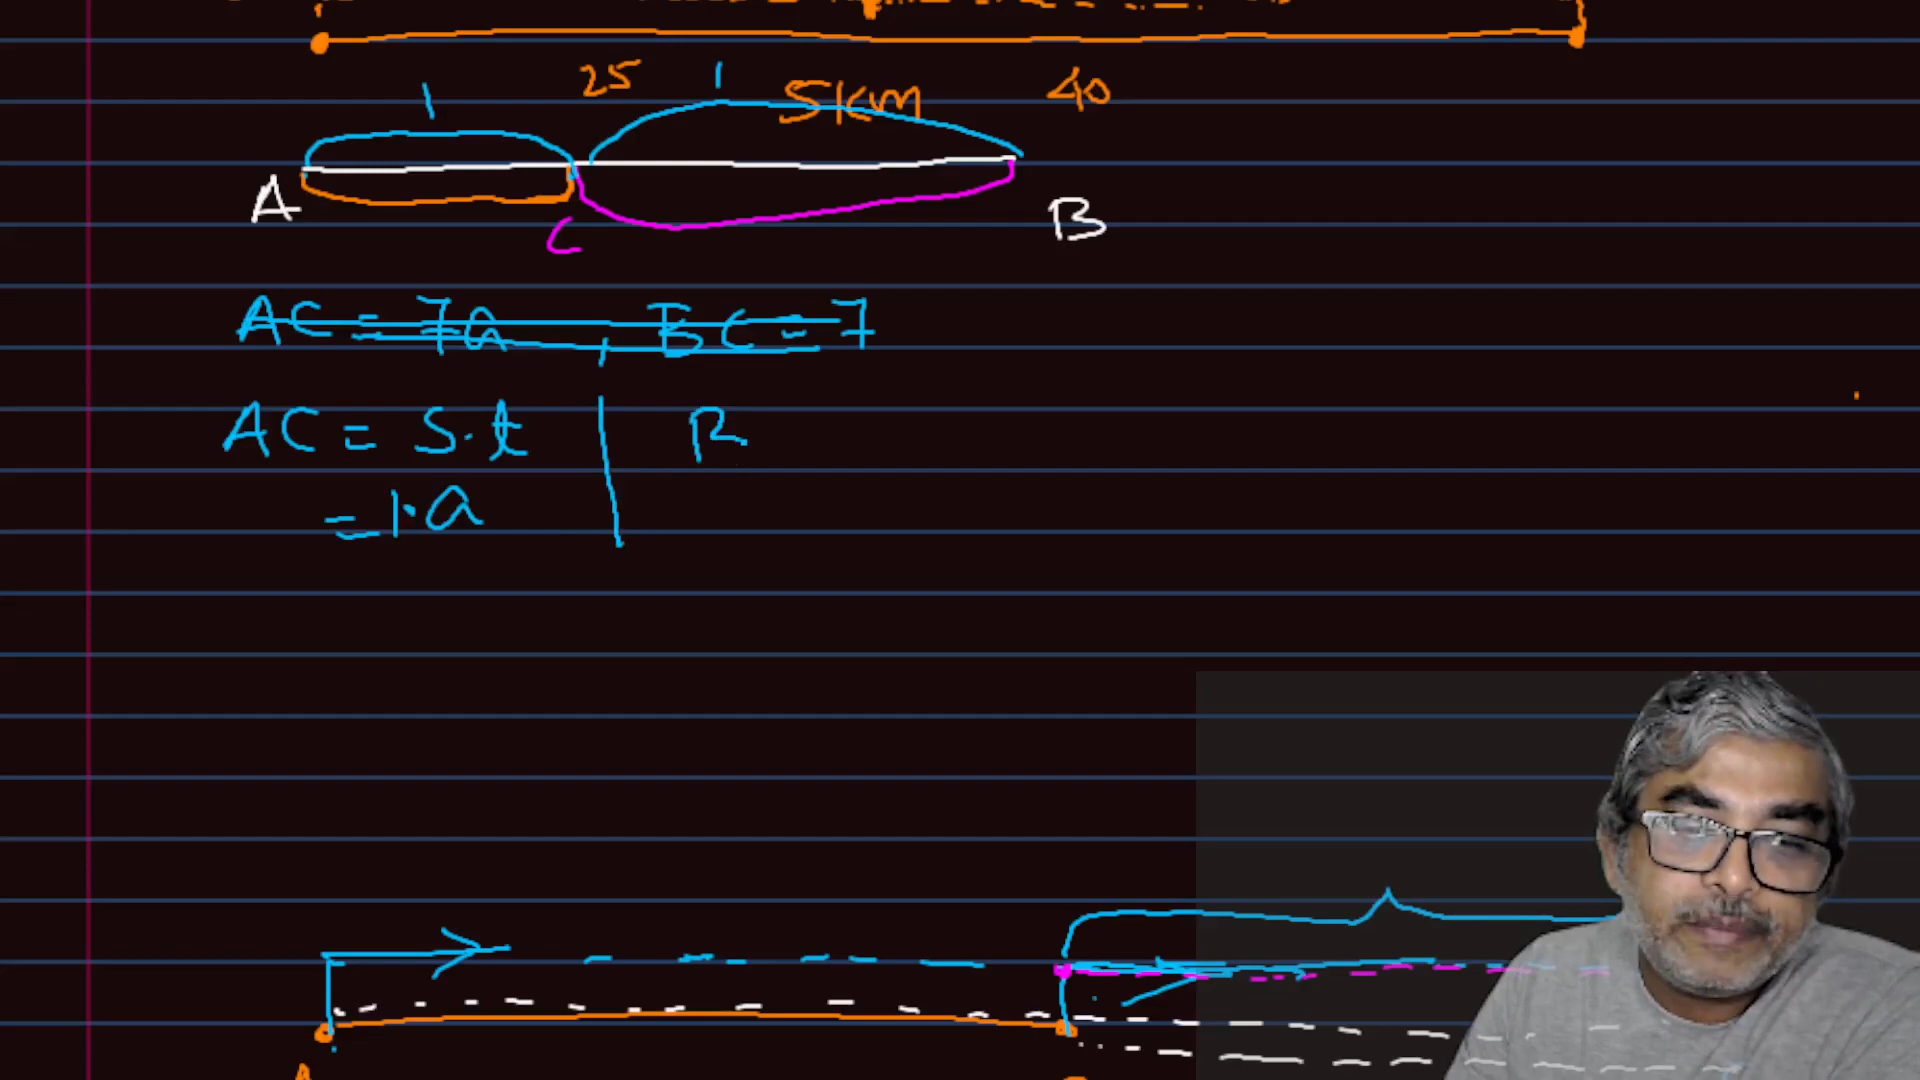 1 25 1 5km 40
A C B
AC = 7a, BC = 7
AC = S.t
= 1.a